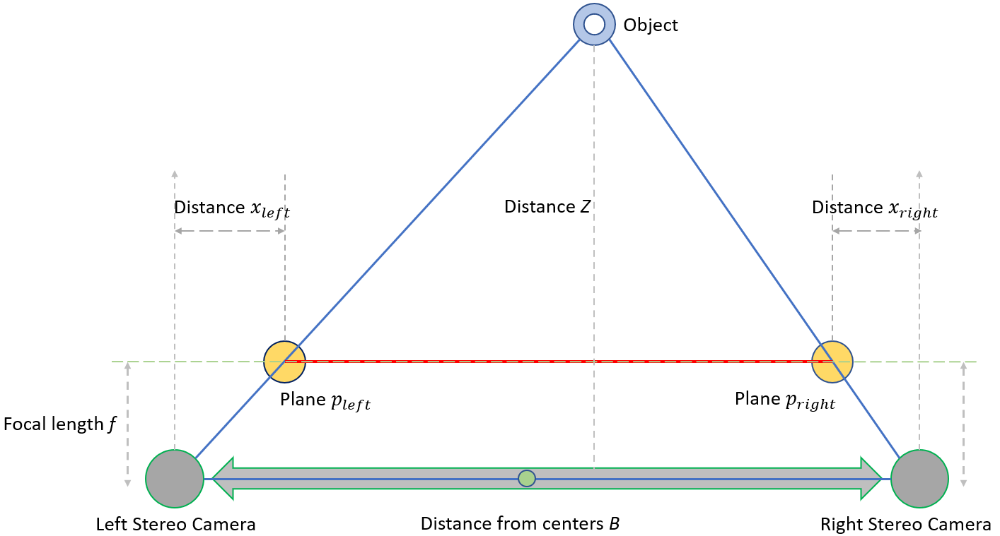 Object
Distance x_left
Distance Z
Distance x_right
Plane p_left
Plane p_right
Focal length f
Left Stereo Camera
Distance from centers B
Right Stereo Camera